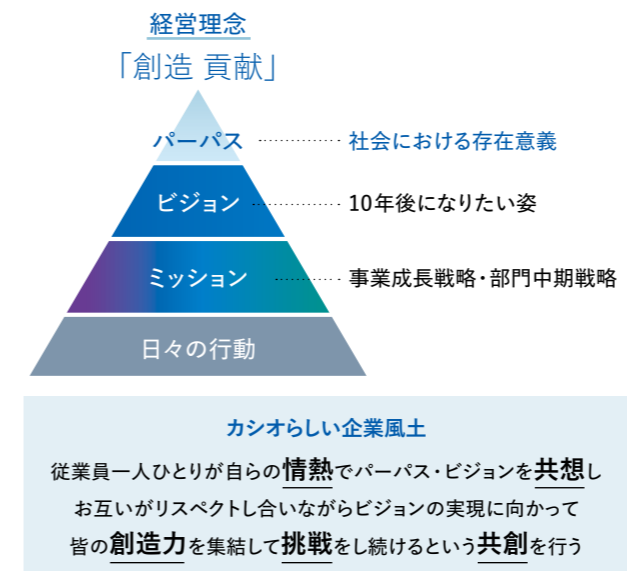 経営理念
「創造 貢献」
パーパス 社会における存在意義
ビジョン 10年後になりたい姿
ミッション 事業成長戦略・部門中期戦略
日々の行動
カシオらしい企業風土
従業員一人ひとりが自らの情熱でパーパス・ビジョンを共想し
お互いがリスペクトし合いながらビジョンの実現に向かって
皆の創造力を集結して挑戦をし続けるという共創を行う